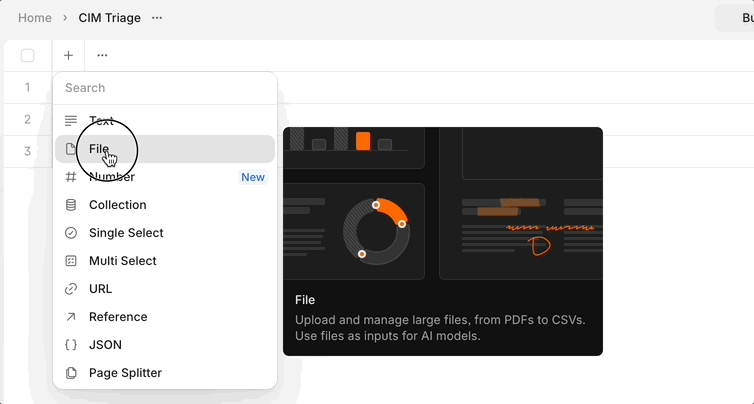 Home > CIM Triage ...
Bu
+ ...
1
Search
2
Text
3
File
Number New
Collection
Single Select
Multi Select
URL
Reference
JSON
Page Splitter
File
Upload and manage large files, from PDFs to CSVs.
Use files as inputs for AI models.